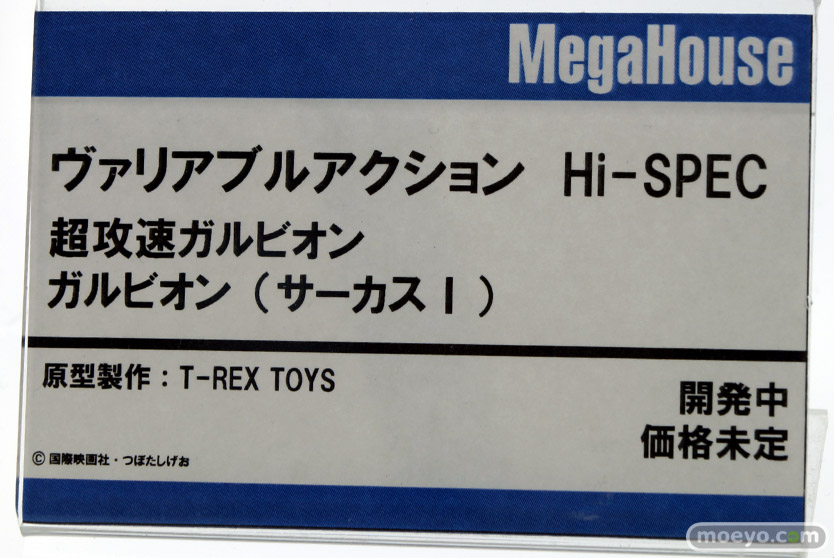 MegaHouse
ヴァリアブルアクション Hi-SPEC
超攻速ガルビオン
ガルビオン（サーカスⅠ）
原型製作：T-REX TOYS
開発中
価格未定
©国際映画社・つぼたしげお
moeyo.com